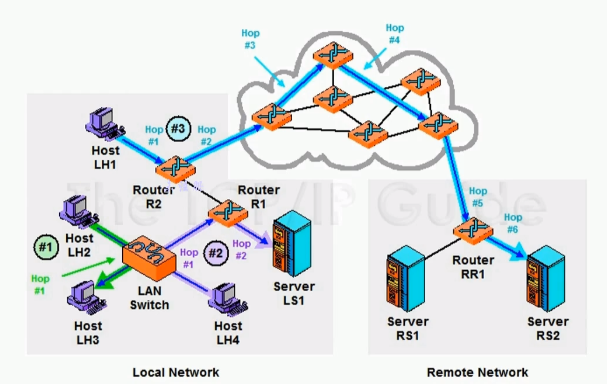 Hop
#3
Hop
#4
Hop
#1
#3
Hop
#2
Host
LH1
Router
R2
Router
R1
The TCP/IP Guide
Hop
#5
Hop
#6
#1
Host
LH2
Hop
#1
#2
Hop
#2
Hop
#1
LAN
Switch
Server
LS1
Router
RR1
Host
LH3
Host
LH4
Server
RS1
Server
RS2
Local Network
Remote Network